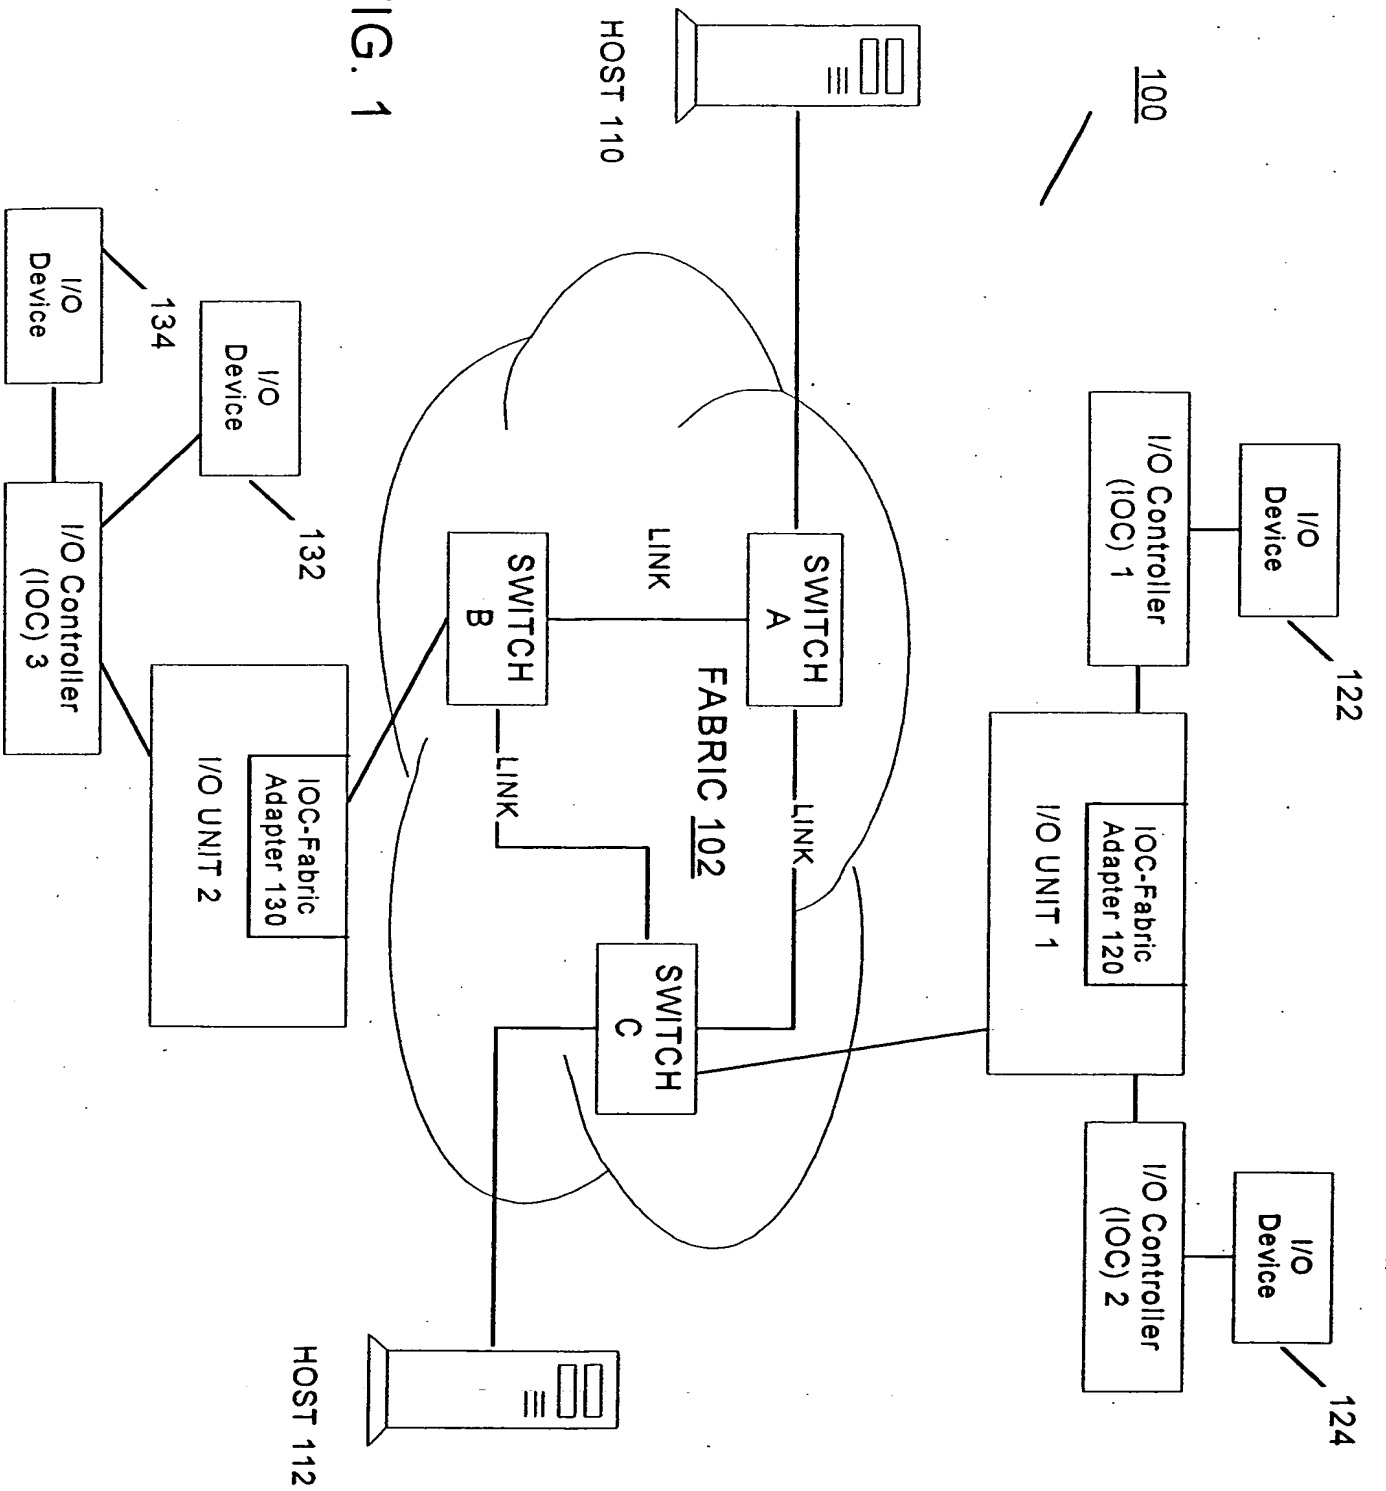 100
I/O
Device
122
I/O
Device
124
I/O Controller
(IOC) 1
IOC-Fabric
Adapter 120
I/O UNIT 1
I/O Controller
(IOC) 2
HOST 110
SWITCH
A
LINK
FABRIC 102
LINK
SWITCH
B
LINK
SWITCH
C
HOST 112
I/O
Device
132
I/O
Device
134
I/O Controller
(IOC) 3
IOC-Fabric
Adapter 130
I/O UNIT 2
IG. 1